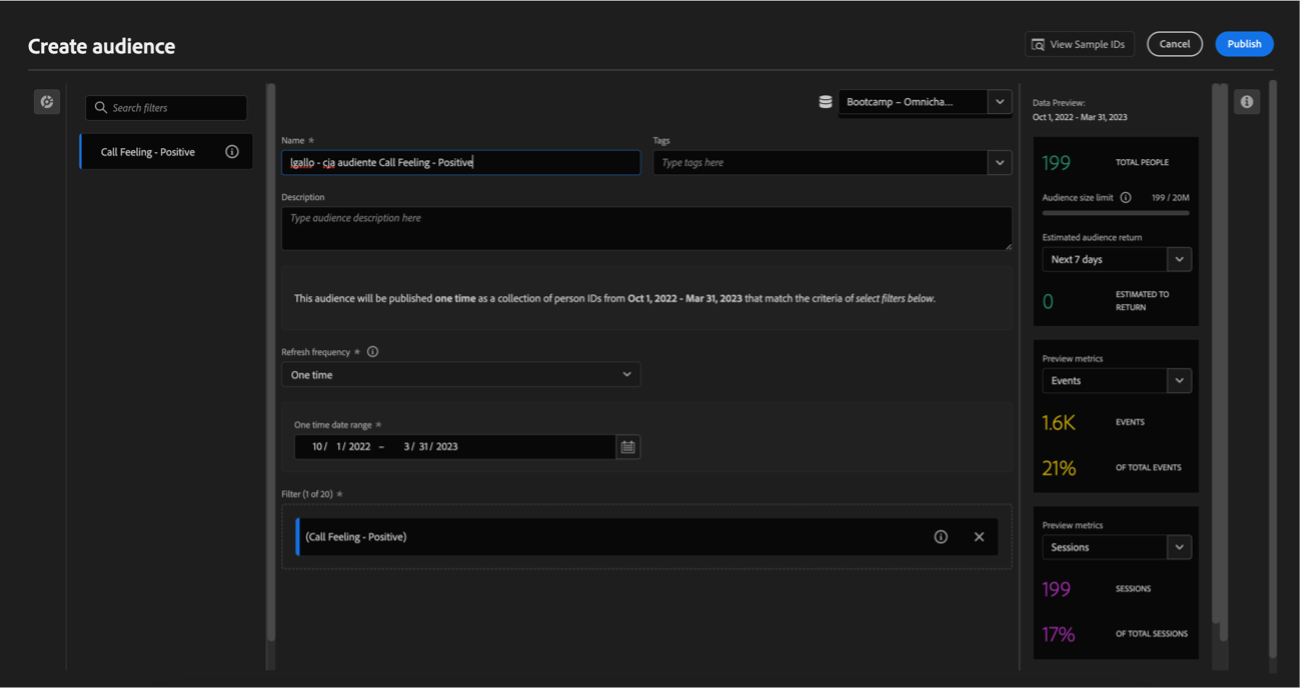 Create audience
View Sample IDs
Cancel
Publish
Search filters
Call Feeling - Positive
Bootcamp – Omnicha...
Name *
lgallo - cja audiente Call Feeling - Positive
Tags
Type tags here
Description
Type audience description here
This audience will be published one time as a collection of person IDs from Oct 1, 2022 - Mar 31, 2023 that match the criteria of select filters below.
Refresh frequency *
One time
One time date range *
10/ 1/ 2022 – 3/ 31/ 2023
Filter (1 of 20) *
(Call Feeling - Positive)
Data Preview:
Oct 1, 2022 - Mar 31, 2023
199 TOTAL PEOPLE
Audience size limit 199 / 20M
Estimated audience return
Next 7 days
0 ESTIMATED TO
RETURN
Preview metrics
Events
1.6K EVENTS
21% OF TOTAL EVENTS
Preview metrics
Sessions
199 SESSIONS
17% OF TOTAL SESSIONS